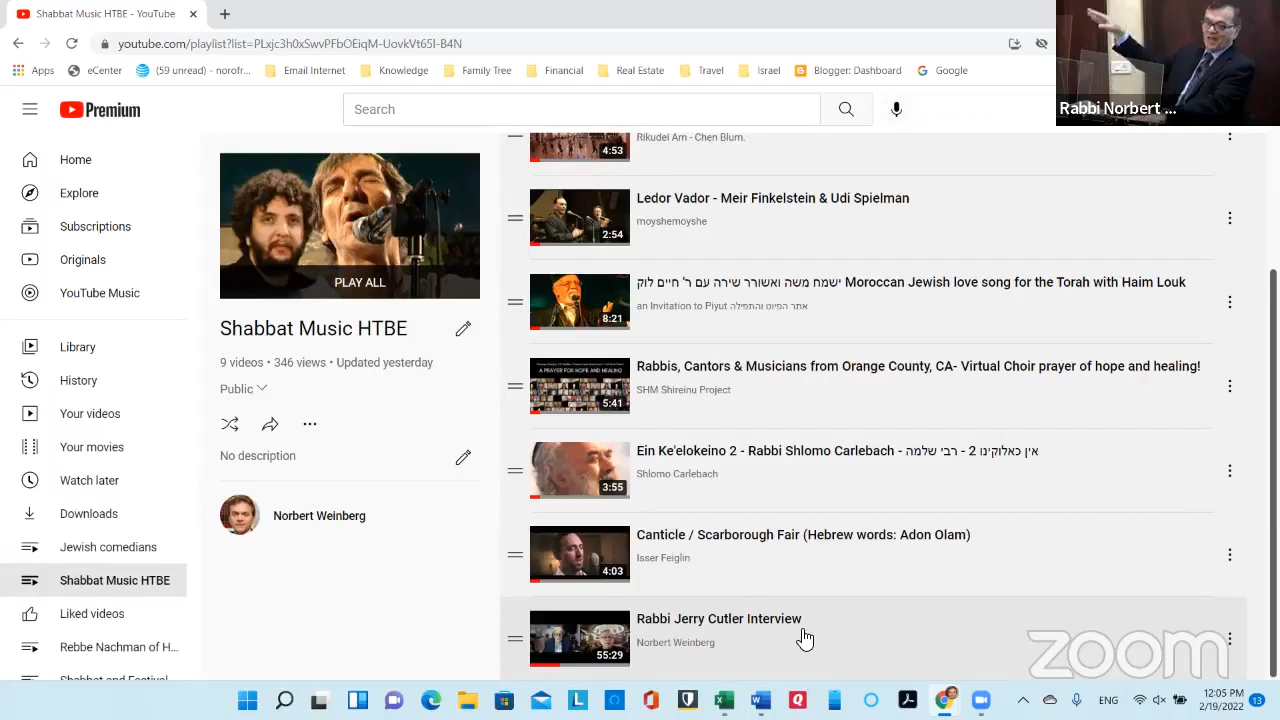 Shabbat Music HTBE - YouTube
youtube.com/playlist?list=PLxjc3h0xSwvPFbOEiqM-UovkVt65I-B4N
Apps eCenter (59 unread) - norofr... Email Internet Knowledge Family Tree Financial Real Estate Travel Israel Blogger: Dashboard Google
Rabbi Norbert ...
Premium
Search
Home
Explore
Subscriptions
Originals
YouTube Music
Library
History
Your videos
Your movies
Watch later
Downloads
Jewish comedians
Shabbat Music HTBE
Liked videos
Rebbe Nachman of H...
Shabbat and Festival
PLAY ALL
Shabbat Music HTBE
9 videos • 346 views • Updated yesterday
Public
No description
Norbert Weinberg
4:53
Rikudei Am - Chen Blum.
2:54
Ledor Vador - Meir Finkelstein & Udi Spielman
moyshemoyshe
8:21
ישמח משה ואשורר שירה עם ר' חיים לוק Moroccan Jewish love song for the Torah with Haim Louk
an Invitation to Piyut אתר הפיוט והתפילה
A PRAYER FOR HOPE AND HEALING
5:41
Rabbis, Cantors & Musicians from Orange County, CA- Virtual Choir prayer of hope and healing!
SHM Shireinu Project
3:55
Ein Ke'elokeino 2 - Rabbi Shlomo Carlebach - אין כאלוקינו 2 - רבי שלמה
Shlomo Carlebach
4:03
Canticle / Scarborough Fair (Hebrew words: Adon Olam)
Isser Feiglin
55:29
Rabbi Jerry Cutler Interview
Norbert Weinberg
zoom
ENG
12:05 PM
2/19/2022
13